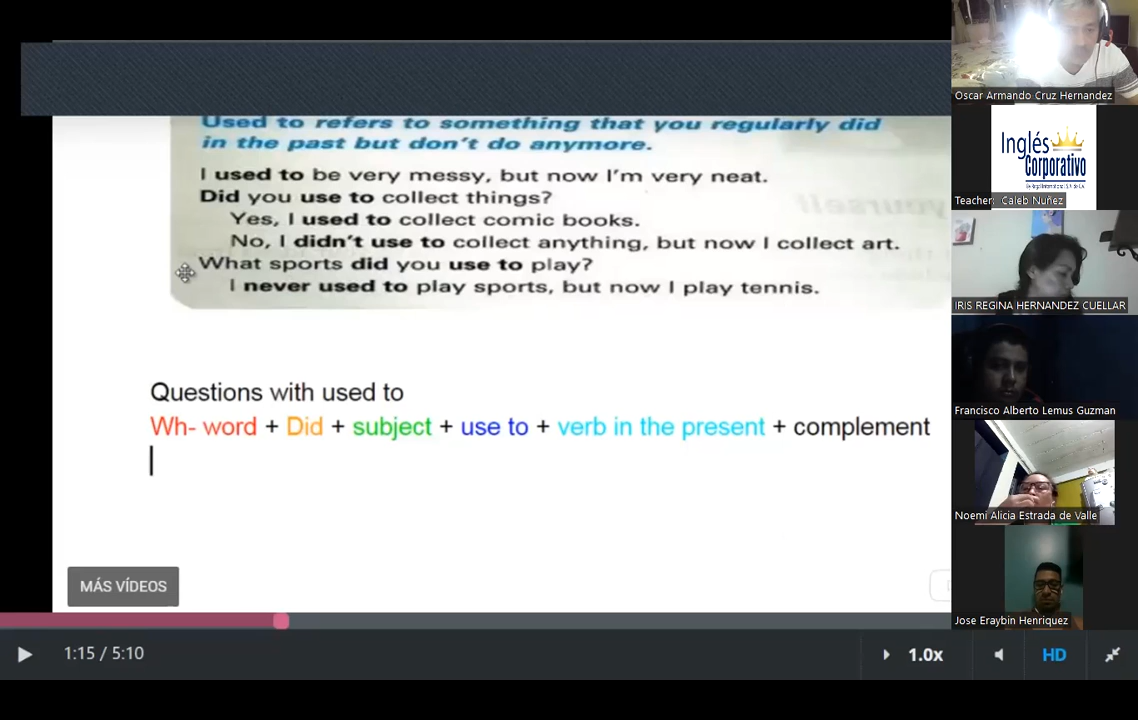 Used to refers to something that you regularly did
in the past but don't do anymore.
I used to be very messy, but now I'm very neat.
Did you use to collect things?
Yes, I used to collect comic books.
No, I didn't use to collect anything, but now I collect art.
What sports did you use to play?
I never used to play sports, but now I play tennis.
Questions with used to
Wh- word + Did + subject + use to + verb in the present + complement
MÁS VÍDEOS
1:15 / 5:10
1.0x
HD
Oscar Armando Cruz Hernandez
Inglés
Corporativo
Teacher: Caleb Nuñez
IRIS REGINA HERNANDEZ CUELLAR
Francisco Alberto Lemus Guzman
Noemi Alicia Estrada de Valle
Jose Eraybin Henriquez